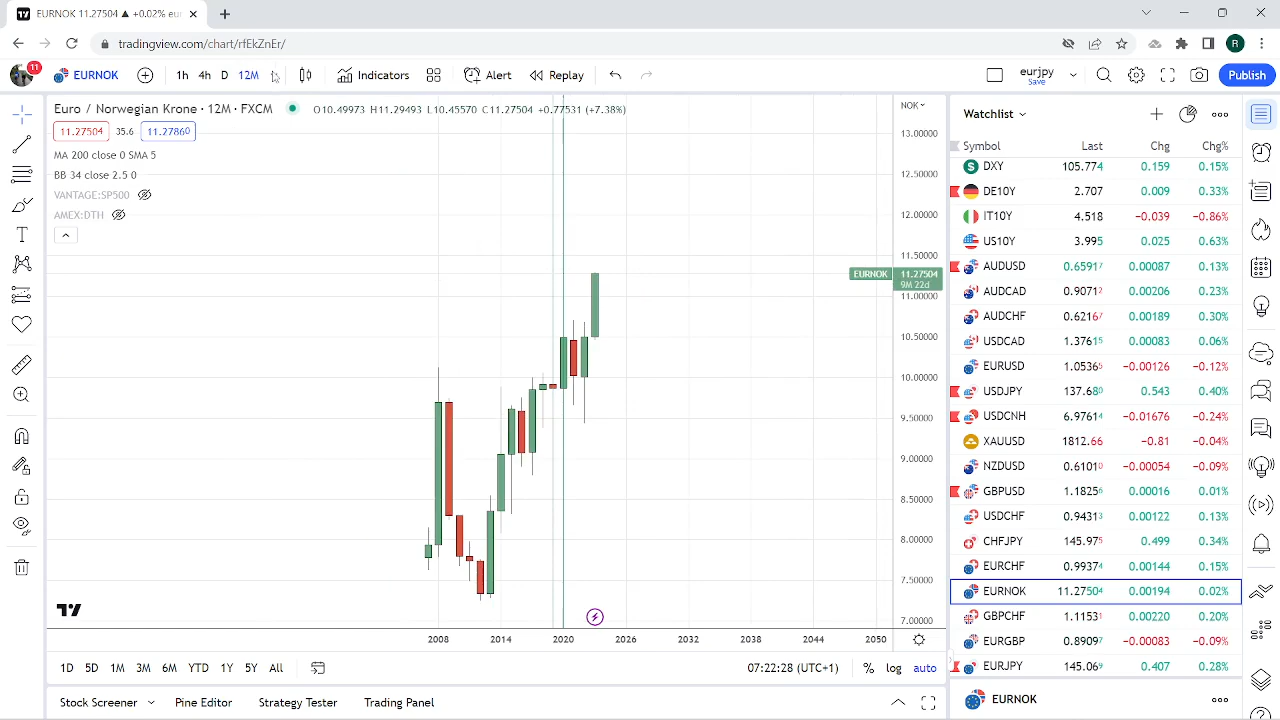 EURNOK 11.27504 ▲ +0.02% eur
tradingview.com/chart/rfEkZnEr/
R
11
EURNOK 1h 4h D 12M Indicators Alert Replay eurjpy Save Publish
Euro / Norwegian Krone · 12M · FXCM O10.49973 H11.29493 L10.45570 C11.27504 +0.77531 (+7.38%)
11.27504 35.6 11.27860
MA 200 close 0 SMA 5
BB 34 close 2.5 0
VANTAGE:SP500
AMEX:DTH
NOK
13.00000
12.50000
12.00000
11.50000
EURNOK 11.27504
9M 22d
11.00000
10.50000
10.00000
9.50000
9.00000
8.50000
8.00000
7.50000
7.00000
2008 2014 2020 2026 2032 2038 2044 2050
1D 5D 1M 3M 6M YTD 1Y 5Y All 07:22:28 (UTC+1) % log auto
Stock Screener Pine Editor Strategy Tester Trading Panel
Watchlist
Symbol Last Chg Chg%
DXY 105.774 0.159 0.15%
DE10Y 2.707 0.009 0.33%
IT10Y 4.518 −0.039 −0.86%
US10Y 3.995 0.025 0.63%
AUDUSD 0.65917 0.00087 0.13%
AUDCAD 0.90712 0.00206 0.23%
AUDCHF 0.62167 0.00189 0.30%
USDCAD 1.37615 0.00083 0.06%
EURUSD 1.05365 −0.00126 −0.12%
USDJPY 137.680 0.543 0.40%
USDCNH 6.97614 −0.01676 −0.24%
XAUUSD 1812.66 −0.81 −0.04%
NZDUSD 0.61010 −0.00054 −0.09%
GBPUSD 1.18256 0.00016 0.01%
USDCHF 0.94313 0.00122 0.13%
CHFJPY 145.975 0.499 0.34%
EURCHF 0.99374 0.00144 0.15%
EURNOK 11.27504 0.00194 0.02%
GBPCHF 1.11531 0.00220 0.20%
EURGBP 0.89097 −0.00083 −0.09%
EURJPY 145.069 0.407 0.28%
EURNOK